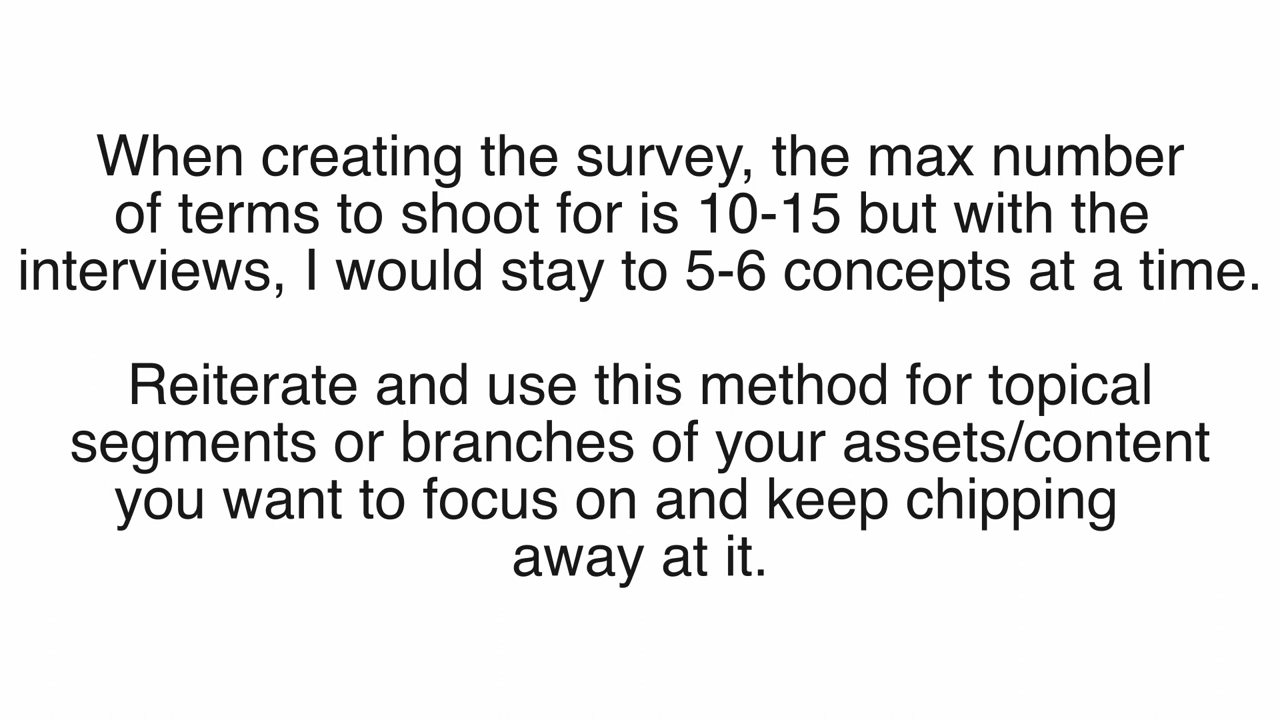 When creating the survey, the max number
of terms to shoot for is 10-15 but with the
interviews, I would stay to 5-6 concepts at a time.
Reiterate and use this method for topical
segments or branches of your assets/content
you want to focus on and keep chipping
away at it.